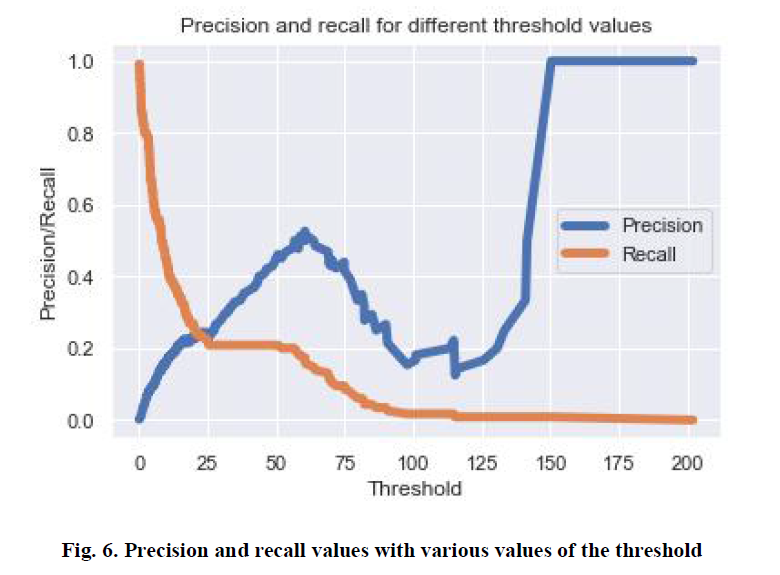 Precision and recall for different threshold values
1.0
0.8
0.6
0.4
0.2
0.0
Precision/Recall
Precision
Recall
0 25 50 75 100 125 150 175 200
Threshold
Fig. 6. Precision and recall values with various values of the threshold